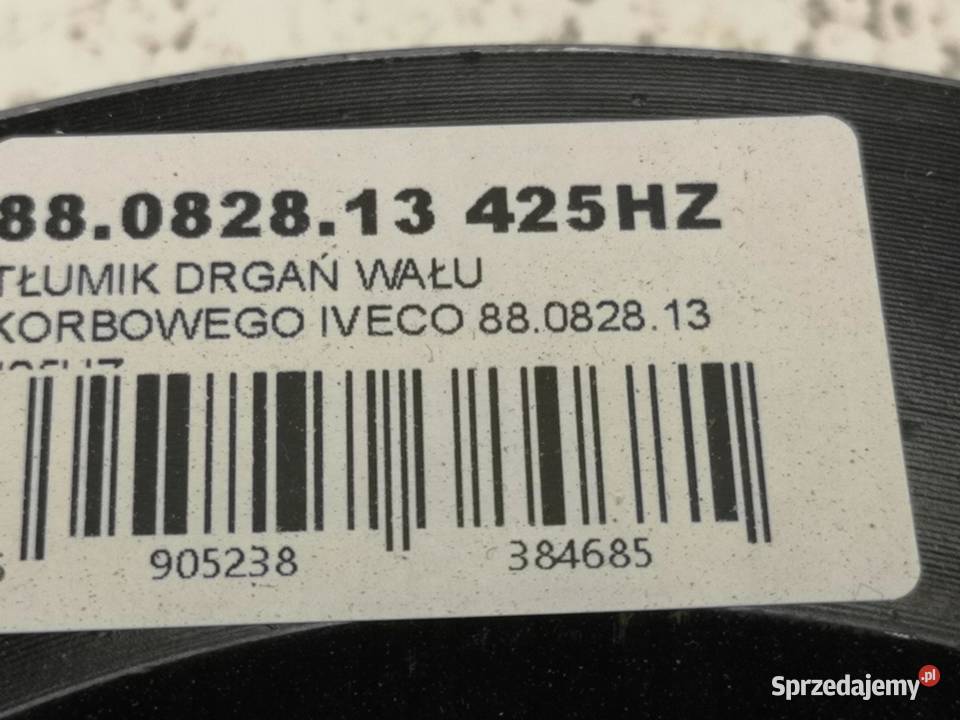 88.0828.13 425HZ
TŁUMIK DRGAŃ WAŁU
KORBOWEGO IVECO 88.0828.13
905238 384685
Sprzedajemy.pl